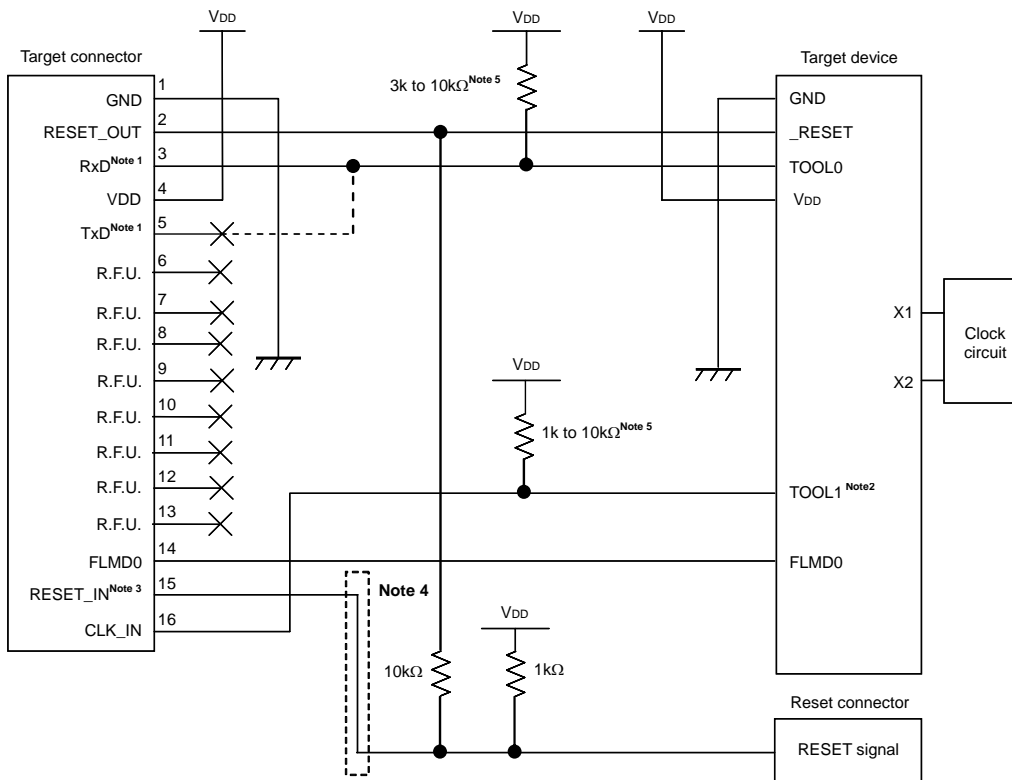 VDD
VDD
VDD
Target connector
Target device
3k to 10kΩNote 5
1
GND
GND
2
RESET_OUT
_RESET
3
RxDNote 1
TOOL0
4
VDD
VDD
5
TxDNote 1
6
R.F.U.
7
R.F.U.
X1
8
R.F.U.
Clock
circuit
9
R.F.U.
VDD
X2
10
R.F.U.
11
R.F.U.
1k to 10kΩNote 5
12
R.F.U.
TOOL1 Note2
13
R.F.U.
14
FLMD0
FLMD0
15
RESET_INNote 3
Note 4
16
CLK_IN
VDD
10kΩ
1kΩ
Reset connector
RESET signal